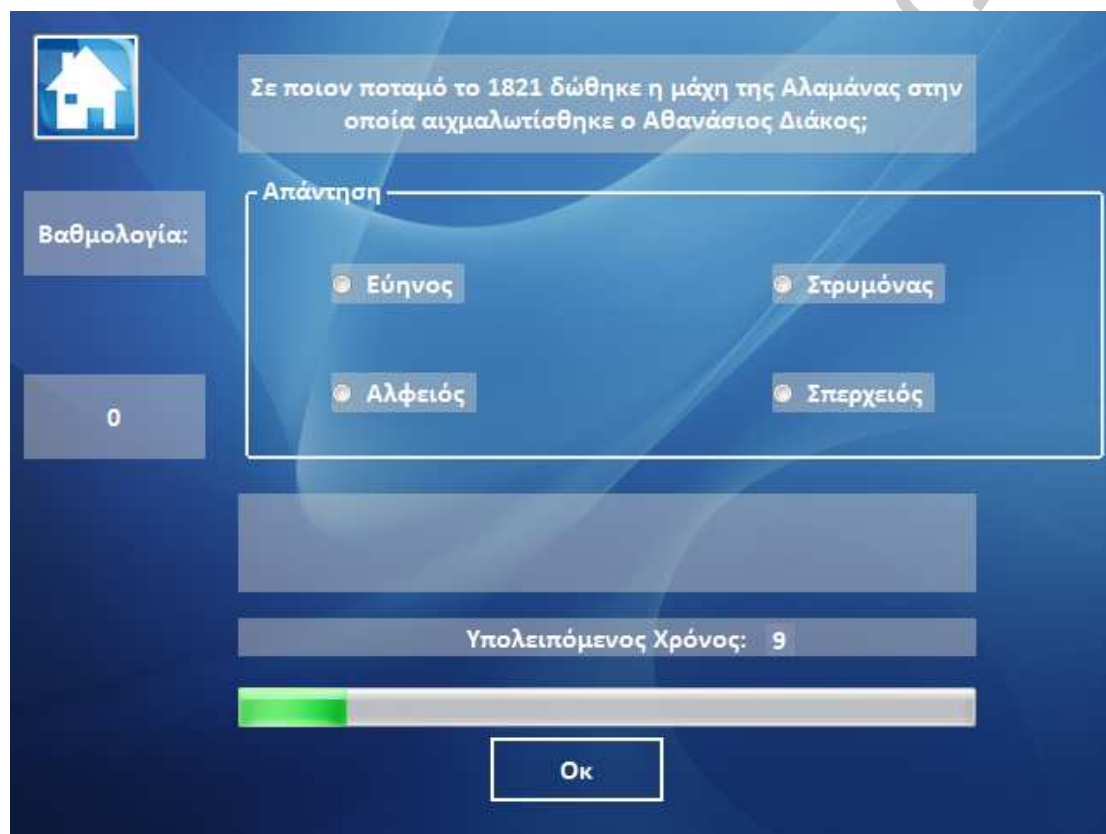 Σε ποιον ποταμό το 1821 δόθηκε η μάχη της Αλαμάνας στην
οποία αιχμαλωτίσθηκε ο Αθανάσιος Διάκος;
Απάντηση
Βαθμολογία:
Εύηνος
Στρυμόνας
0
Αλφειός
Σπερχειός
Υπολειπόμενος Χρόνος: 9
Οκ